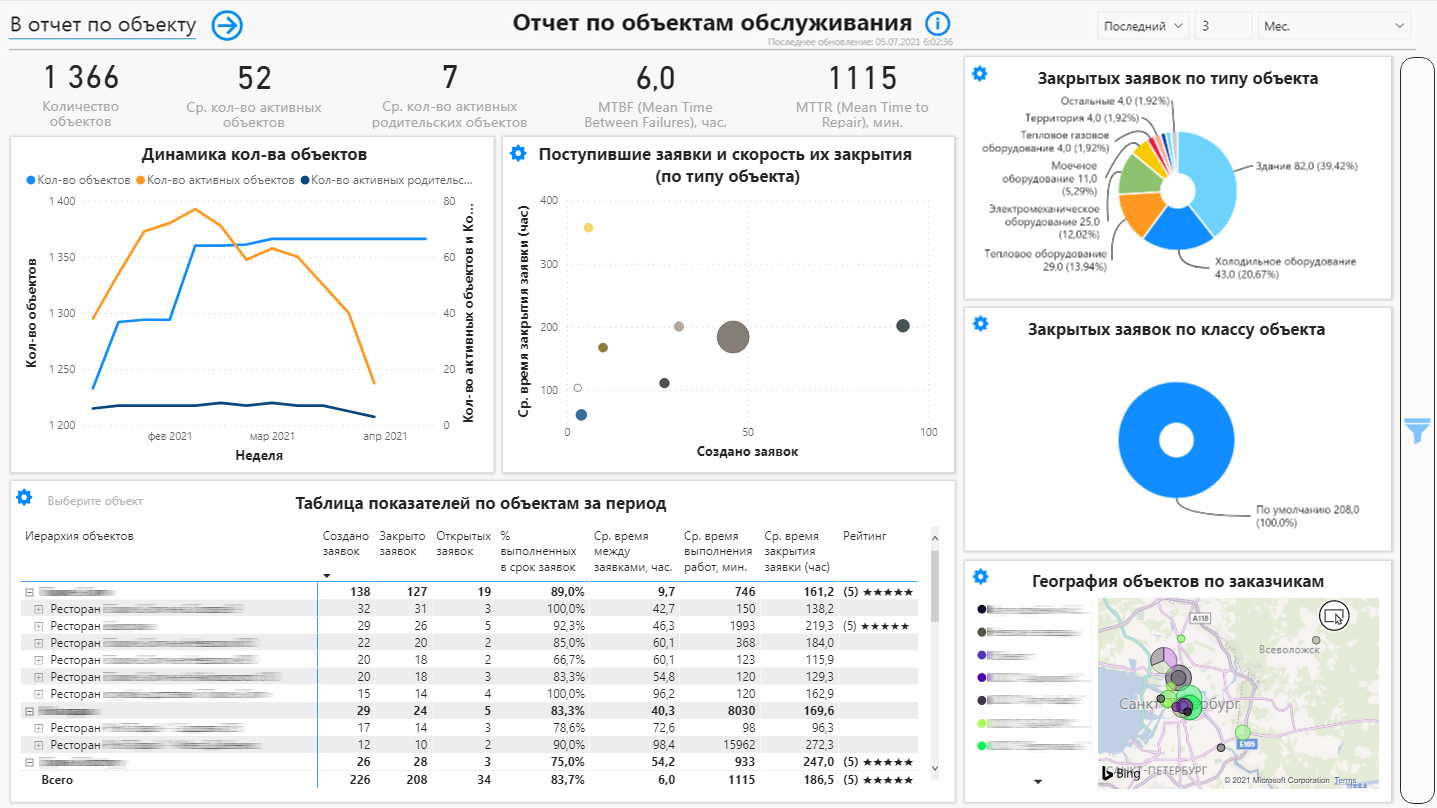 В отчет по объекту
Отчет по объектам обслуживания
Последнее обновление: 05.07.2021 6:02:36
Последний
3
Мес.
1 366
Количество
объектов
52
Ср. кол-во активных
объектов
7
Ср. кол-во активных
родительских объектов
6,0
MTBF (Mean Time
Between Failures), час.
1115
MTTR (Mean Time to
Repair), мин.
Динамика кол-ва объектов
Кол-во объектов Кол-во активных объектов Кол-во активных родительс...
1 400
1 350
1 300
1 250
1 200
80
60
40
20
0
Кол-во объектов
Кол-во активных объектов и Ко...
фев 2021 мар 2021 апр 2021
Неделя
Поступившие заявки и скорость их закрытия
(по типу объекта)
Ср. время закрытия заявки (час)
400
300
200
100
0 50 100
Создано заявок
Закрытых заявок по типу объекта
Остальные 4,0 (1,92%)
Территория 4,0 (1,92%)
Тепловое газовое
оборудование 4,0 (1,92%)
Моечное
оборудование 11,0
(5,29%)
Электромеханическое
оборудование 25,0
(12,02%)
Тепловое оборудование
29,0 (13,94%)
Здание 82,0 (39,42%)
Холодильное оборудование
43,0 (20,67%)
Закрытых заявок по классу объекта
По умолчанию 208,0
(100,0%)
Выберите объект
Таблица показателей по объектам за период
Иерархия объектов
Создано
заявок
Закрыто
заявок
Открытых
заявок
%
выполненных
в срок заявок
Ср. время
между
заявками, час.
Ср. время
выполнения
работ, мин.
Ср. время
закрытия
заявки (час)
Рейтинг
138 127 19 89,0% 9,7 746 161,2 (5) ★★★★★
Ресторан 32 31 3 100,0% 42,7 150 138,2
Ресторан 29 26 5 92,3% 46,3 1993 219,3 (5) ★★★★★
Ресторан 22 20 2 85,0% 60,1 368 184,0
Ресторан 20 18 2 66,7% 60,1 123 115,9
Ресторан 20 18 3 83,3% 54,8 120 129,3
Ресторан 15 14 4 100,0% 96,2 120 162,9
29 24 5 83,3% 40,3 8030 169,6
Ресторан 17 14 3 78,6% 72,6 98 96,3
Ресторан 12 10 2 90,0% 98,4 15962 272,3
26 28 3 75,0% 54,2 933 247,0 (5) ★★★★★
Всего 226 208 34 83,7% 6,0 1115 186,5 (5) ★★★★★
География объектов по заказчикам
A118
Всеволожск
E105
Bing
© 2021 Microsoft Corporation Terms